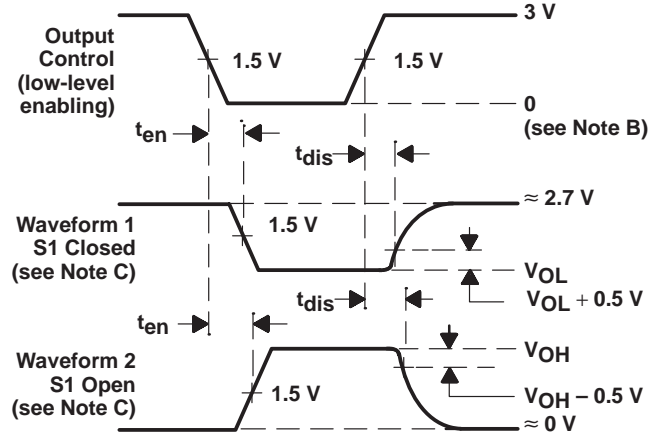 Output
Control
(low-level
enabling)
3 V
1.5 V
1.5 V
0
(see Note B)
ten
tdis
Waveform 1
S1 Closed
(see Note C)
≈ 2.7 V
1.5 V
VOL
VOL + 0.5 V
ten
tdis
Waveform 2
S1 Open
(see Note C)
VOH
1.5 V
VOH – 0.5 V
≈ 0 V